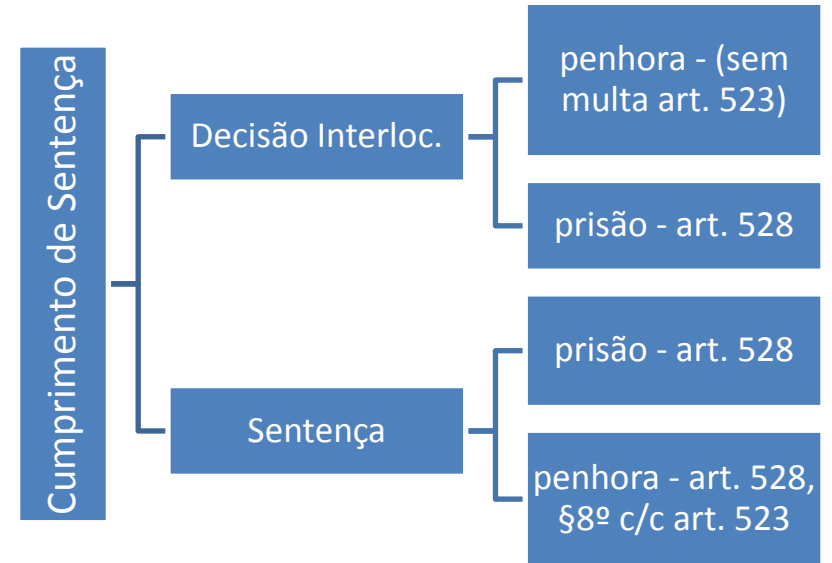 Cumprimento de Sentença
Decisão Interloc.
penhora - (sem
multa art. 523)
prisão - art. 528
Sentença
prisão - art. 528
penhora - art. 528,
§8º c/c art. 523